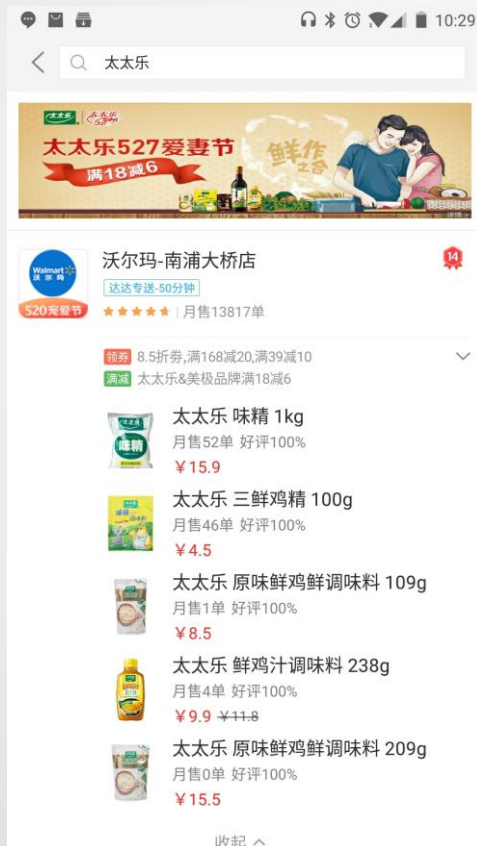 10:29
太太乐
太太乐
太太乐527爱妻节
满18减6
鲜作
之合
Walmart
沃尔玛
520宠爱节
沃尔玛-南浦大桥店
14
达达专送-50分钟
月售13817单
领券 8.5折券,满168减20,满39减10
满减 太太乐&美极品牌满18减6
太太乐
味精
太太乐 味精 1kg
月售52单 好评100%
￥15.9
太太乐 三鲜鸡精 100g
月售46单 好评100%
￥4.5
太太乐 原味鲜鸡鲜调味料 109g
月售1单 好评100%
￥8.5
太太乐 鲜鸡汁调味料 238g
月售4单 好评100%
￥9.9 ￥11.8
太太乐 原味鲜鸡鲜调味料 209g
月售0单 好评100%
￥15.5
收起